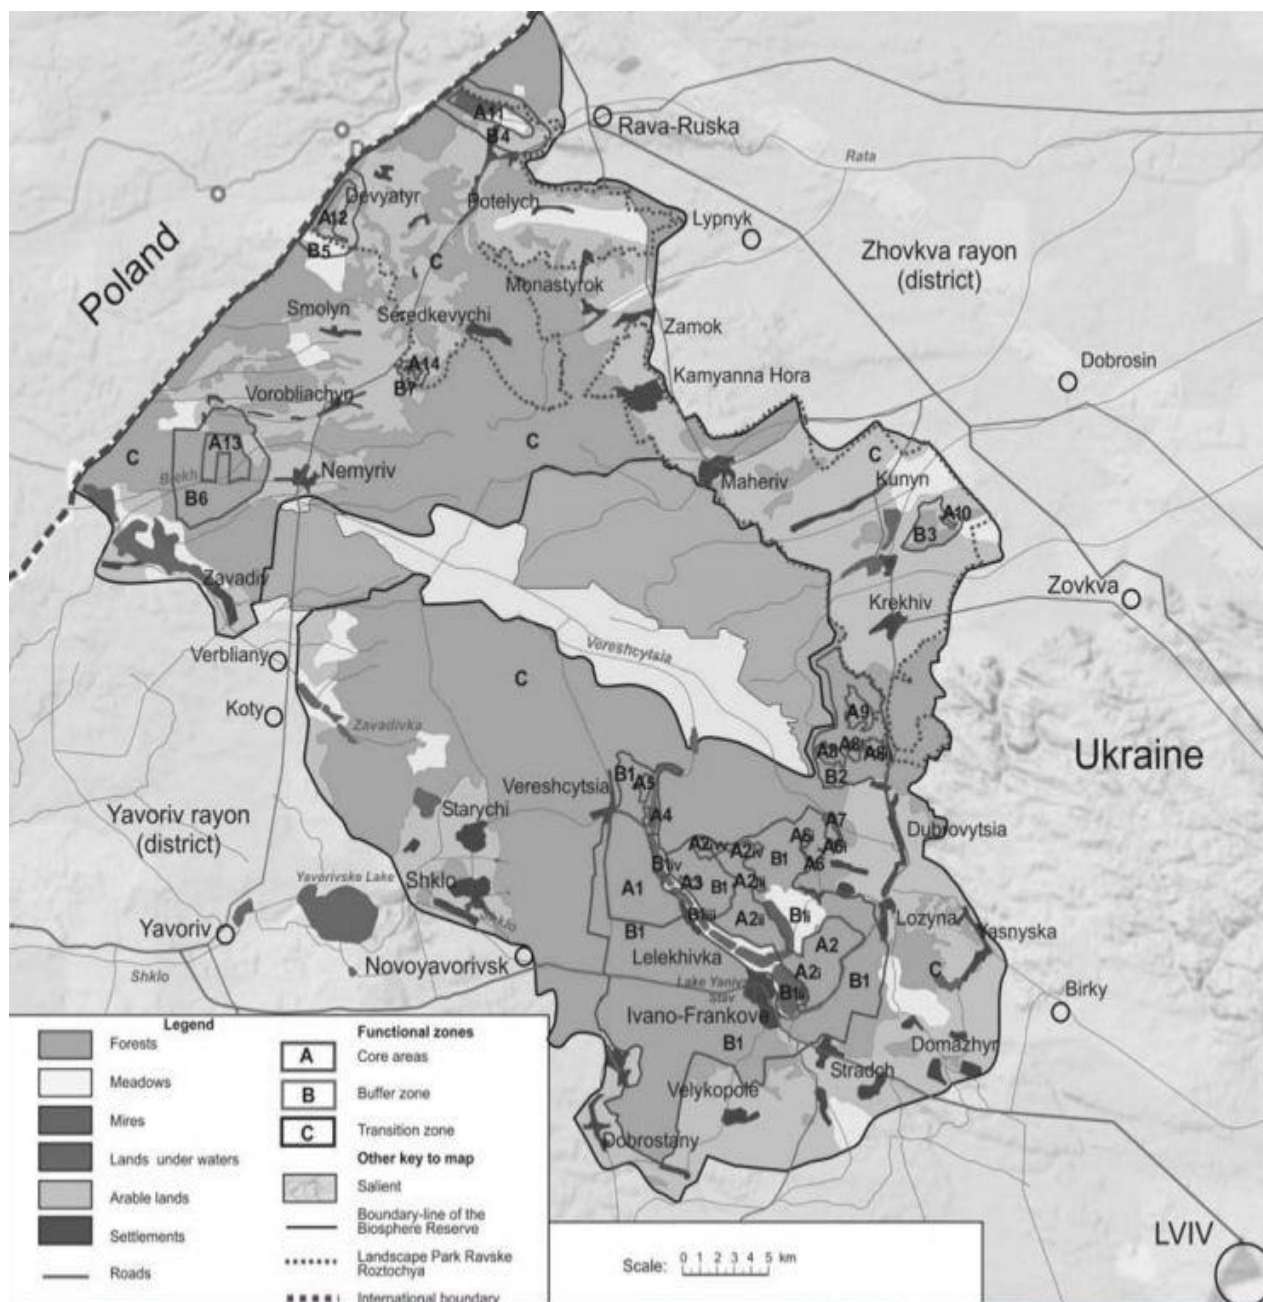 A11
B4
Rava-Ruska
Rata
Devyatyr
Potelych
A12
B5
Lypnyk
Poland
C
Zhovkva rayon
(district)
Monastyrok
Smolyn
Seredkevychi
Zamok
A14
B7
Kamyanna Hora
Dobrosin
Vorobliachyn
A13
C
C
C
Nemyriv
Maheriv
Kunyn
B6
A10
B3
Zavadiv
Krekhiv
Zovkva
Verbliany
Vereshcytsia
C
Koty
Zavadivka
A9
Ukraine
B2
Vereshcytsia
B1
A5
Yavoriv rayon
(district)
Starychi
A4
A7
Dubrovytsia
B1
Yavorivske Lake
Shklo
A1
A3
B1
Lozyna
Yasnyska
Yavoriv
B1
A2
Shklo
Novoyavorivsk
Lelekhivka
B1
C
Birky
Ivano-Frankove
B1
Domazhyr
Stradch
Velykopole
Dobrostany
LVIV
Legend
Forests
Meadows
Mires
Lands under waters
Arable lands
Settlements
Roads
Functional zones
A Core areas
B Buffer zone
C Transition zone
Other key to map
Salient
Boundary-line of the
Biosphere Reserve
Landscape Park Ravske
Roztochya
International boundary
Scale: 0 1 2 3 4 5 km